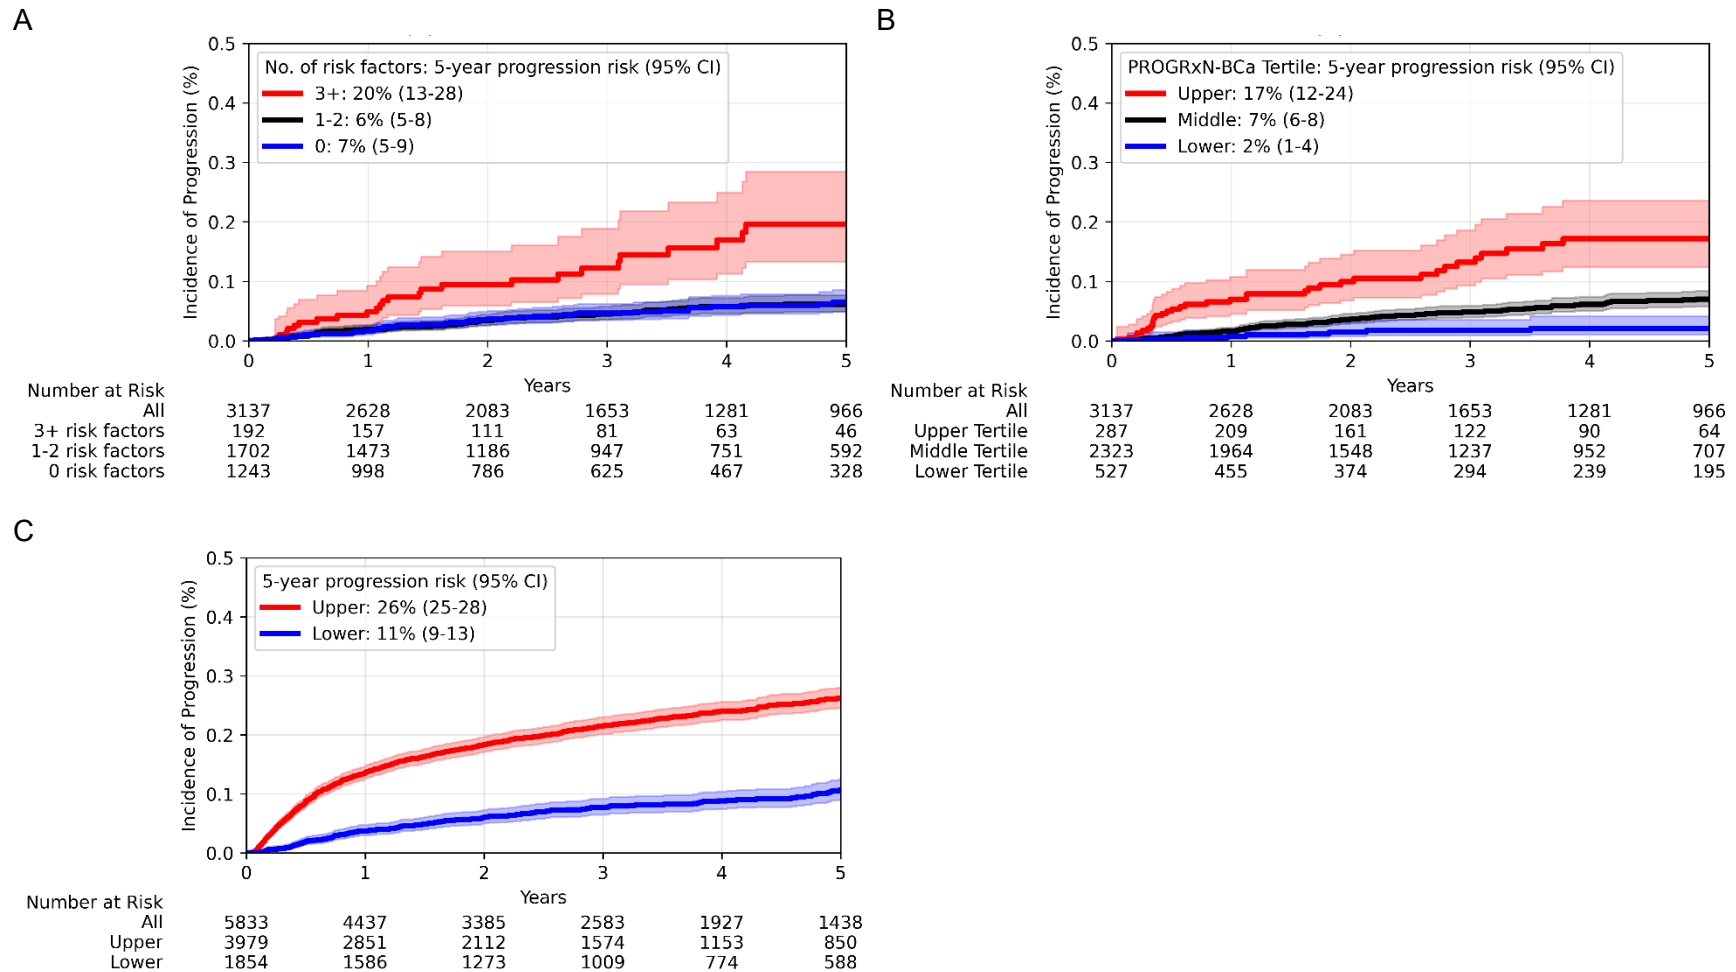 A
0.5
0.4
0.3
0.2
0.1
0.0
Incidence of Progression (%)
No. of risk factors: 5-year progression risk (95% CI)
3+: 20% (13-28)
1-2: 6% (5-8)
0: 7% (5-9)
0 1 2 3 4 5
Years
Number at Risk
All 3137 2628 2083 1653 1281 966
3+ risk factors 192 157 111 81 63 46
1-2 risk factors 1702 1473 1186 947 751 592
0 risk factors 1243 998 786 625 467 328
B
0.5
0.4
0.3
0.2
0.1
0.0
Incidence of Progression (%)
PROGRxN-BCa Tertile: 5-year progression risk (95% CI)
Upper: 17% (12-24)
Middle: 7% (6-8)
Lower: 2% (1-4)
0 1 2 3 4 5
Years
Number at Risk
All 3137 2628 2083 1653 1281 966
Upper Tertile 287 209 161 122 90 64
Middle Tertile 2323 1964 1548 1237 952 707
Lower Tertile 527 455 374 294 239 195
C
0.5
0.4
0.3
0.2
0.1
0.0
Incidence of Progression (%)
5-year progression risk (95% CI)
Upper: 26% (25-28)
Lower: 11% (9-13)
0 1 2 3 4 5
Years
Number at Risk
All 5833 4437 3385 2583 1927 1438
Upper 3979 2851 2112 1574 1153 850
Lower 1854 1586 1273 1009 774 588